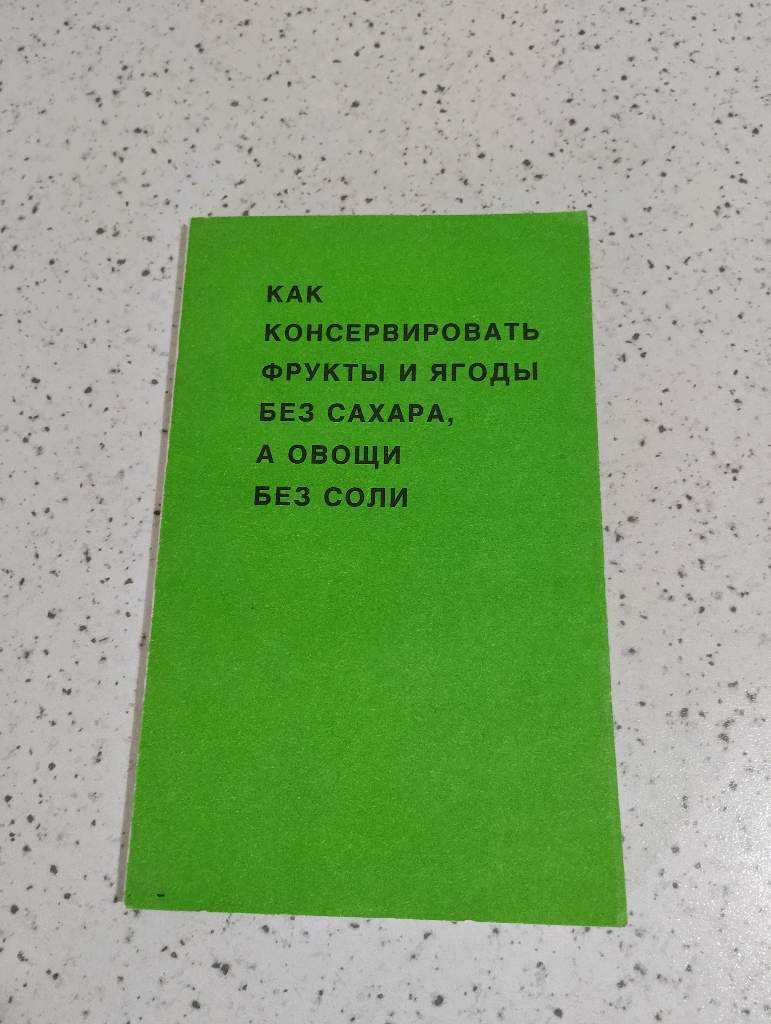 КАК
КОНСЕРВИРОВАТЬ
ФРУКТЫ И ЯГОДЫ
БЕЗ САХАРА,
А ОВОЩИ
БЕЗ СОЛИ